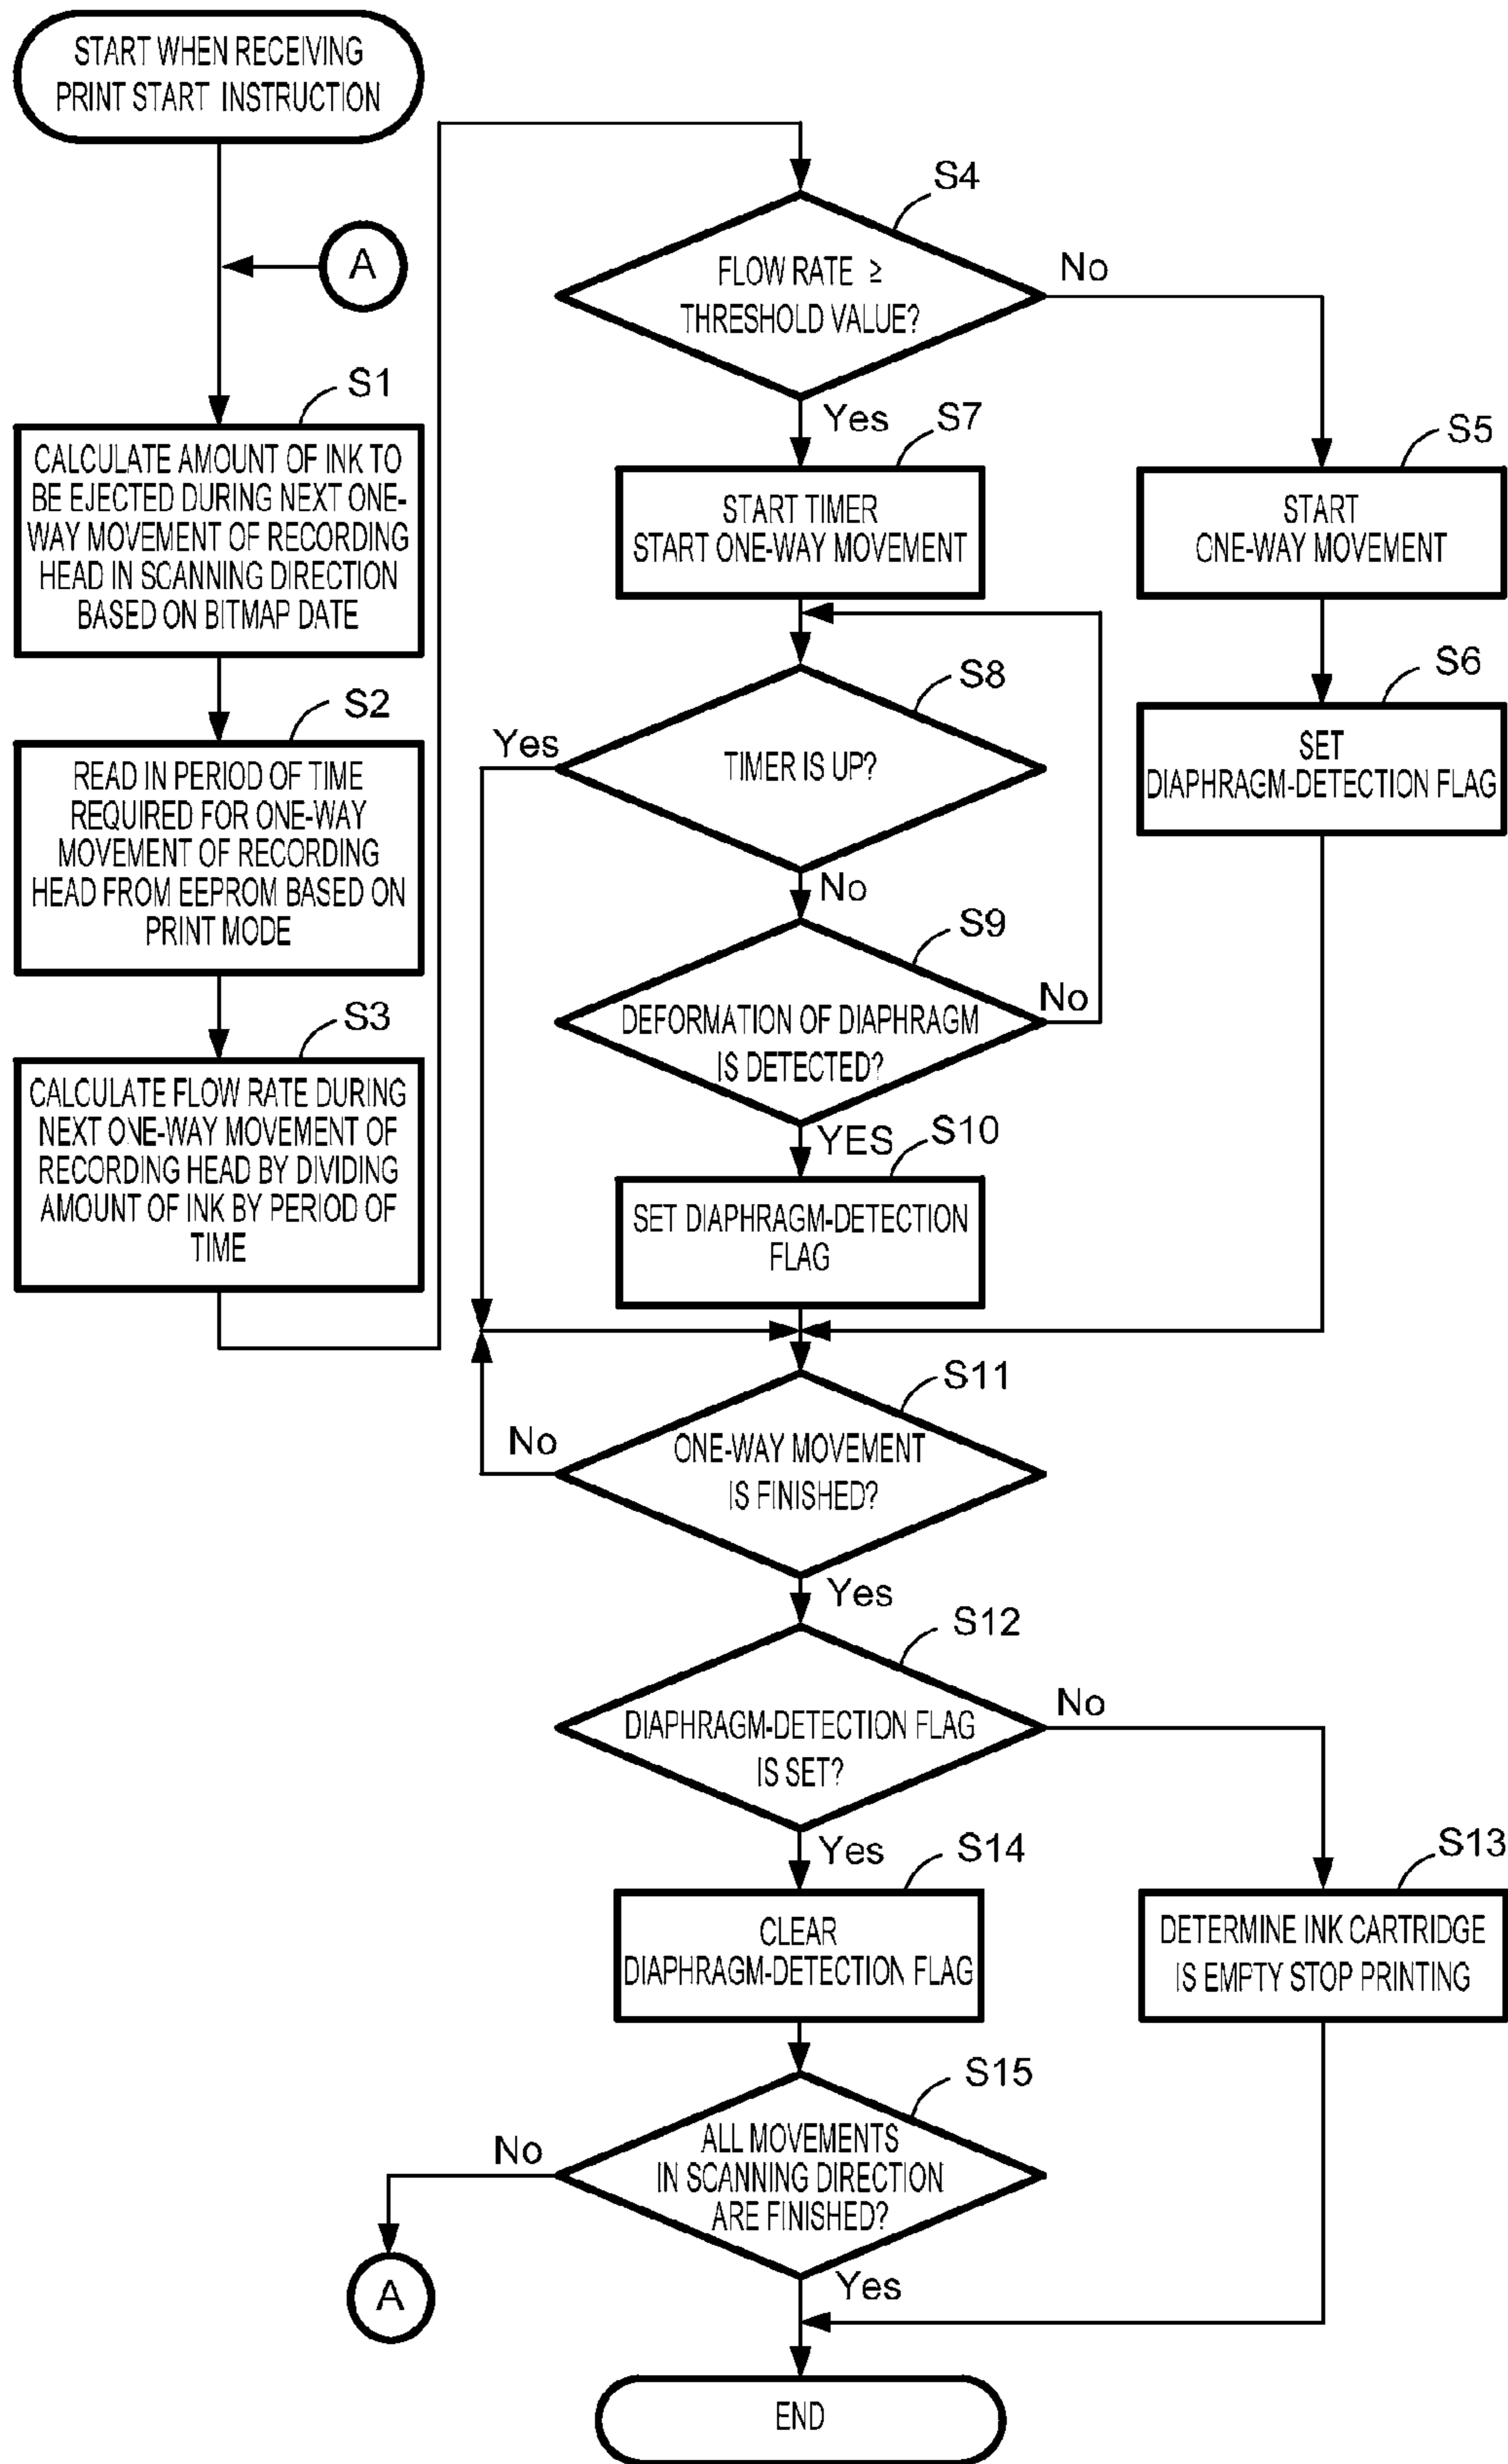 START WHEN RECEIVING
PRINT START INSTRUCTION
A
S1
CALCULATE AMOUNT OF INK TO
BE EJECTED DURING NEXT ONE-
WAY MOVEMENT OF RECORDING
HEAD IN SCANNING DIRECTION
BASED ON BITMAP DATE
S2
READ IN PERIOD OF TIME
REQUIRED FOR ONE-WAY
MOVEMENT OF RECORDING
HEAD FROM EEPROM BASED ON
PRINT MODE
S3
CALCULATE FLOW RATE DURING
NEXT ONE-WAY MOVEMENT OF
RECORDING HEAD BY DIVIDING
AMOUNT OF INK BY PERIOD OF
TIME
S4
FLOW RATE ≥
THRESHOLD VALUE?
No
Yes
S5
START
ONE-WAY MOVEMENT
S6
SET
DIAPHRAGM-DETECTION FLAG
S7
START TIMER
START ONE-WAY MOVEMENT
S8
TIMER IS UP?
Yes
No
S9
DEFORMATION OF DIAPHRAGM
IS DETECTED?
No
YES
S10
SET DIAPHRAGM-DETECTION
FLAG
S11
ONE-WAY MOVEMENT
IS FINISHED?
No
Yes
S12
DIAPHRAGM-DETECTION FLAG
IS SET?
No
Yes
S13
DETERMINE INK CARTRIDGE
IS EMPTY STOP PRINTING
S14
CLEAR
DIAPHRAGM-DETECTION FLAG
S15
ALL MOVEMENTS
IN SCANNING DIRECTION
ARE FINISHED?
No
A
Yes
END